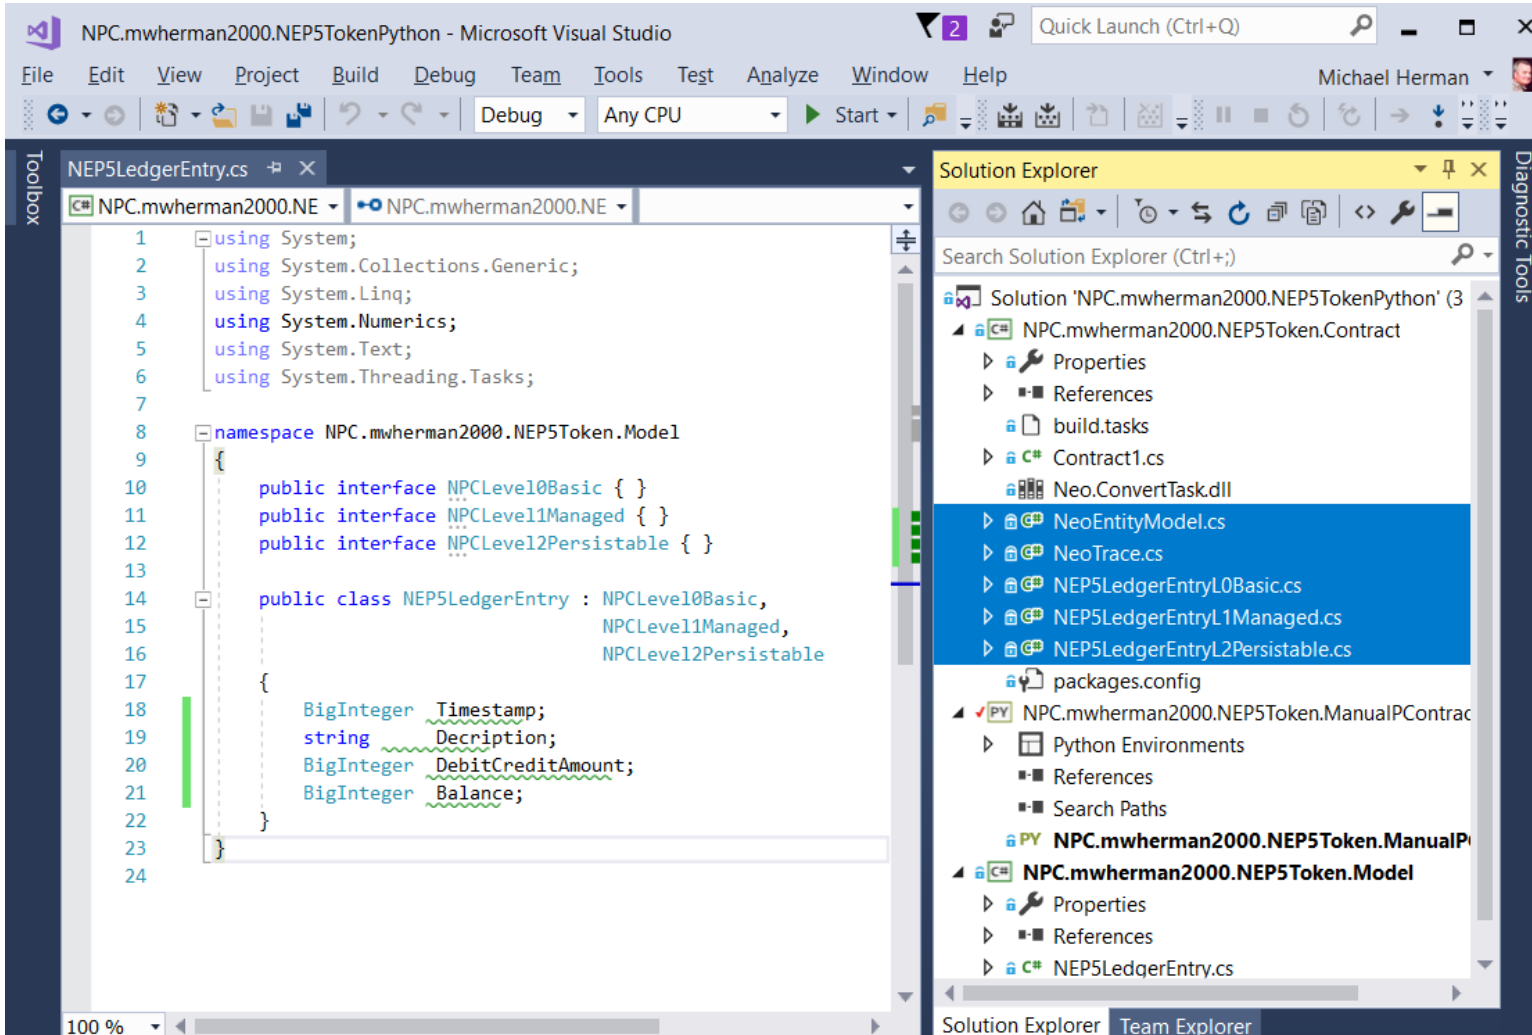 NPC.mwherman2000.NEP5TokenPython - Microsoft Visual Studio
2
Quick Launch (Ctrl+Q)
File Edit View Project Build Debug Team Tools Test Analyze Window Help
Michael Herman
Debug Any CPU Start
Toolbox
NEP5LedgerEntry.cs
C# NPC.mwherman2000.NE NPC.mwherman2000.NE
1 using System;
2 using System.Collections.Generic;
3 using System.Linq;
4 using System.Numerics;
5 using System.Text;
6 using System.Threading.Tasks;
7
8 namespace NPC.mwherman2000.NEP5Token.Model
9 {
10 public interface NPCLevel0Basic { }
11 public interface NPCLevel1Managed { }
12 public interface NPCLevel2Persistable { }
13
14 public class NEP5LedgerEntry : NPCLevel0Basic,
15 NPCLevel1Managed,
16 NPCLevel2Persistable
17 {
18 BigInteger Timestamp;
19 string Decription;
20 BigInteger DebitCreditAmount;
21 BigInteger Balance;
22 }
23 }
24
100 %
Solution Explorer
Search Solution Explorer (Ctrl+;)
Solution 'NPC.mwherman2000.NEP5TokenPython' (3
C# NPC.mwherman2000.NEP5Token.Contract
Properties
References
build.tasks
C# Contract1.cs
Neo.ConvertTask.dll
C# NeoEntityModel.cs
C# NeoTrace.cs
C# NEP5LedgerEntryL0Basic.cs
C# NEP5LedgerEntryL1Managed.cs
C# NEP5LedgerEntryL2Persistable.cs
packages.config
PY NPC.mwherman2000.NEP5Token.ManualPContrac
Python Environments
References
Search Paths
PY NPC.mwherman2000.NEP5Token.ManualP
C# NPC.mwherman2000.NEP5Token.Model
Properties
References
C# NEP5LedgerEntry.cs
Solution Explorer Team Explorer
Diagnostic Tools